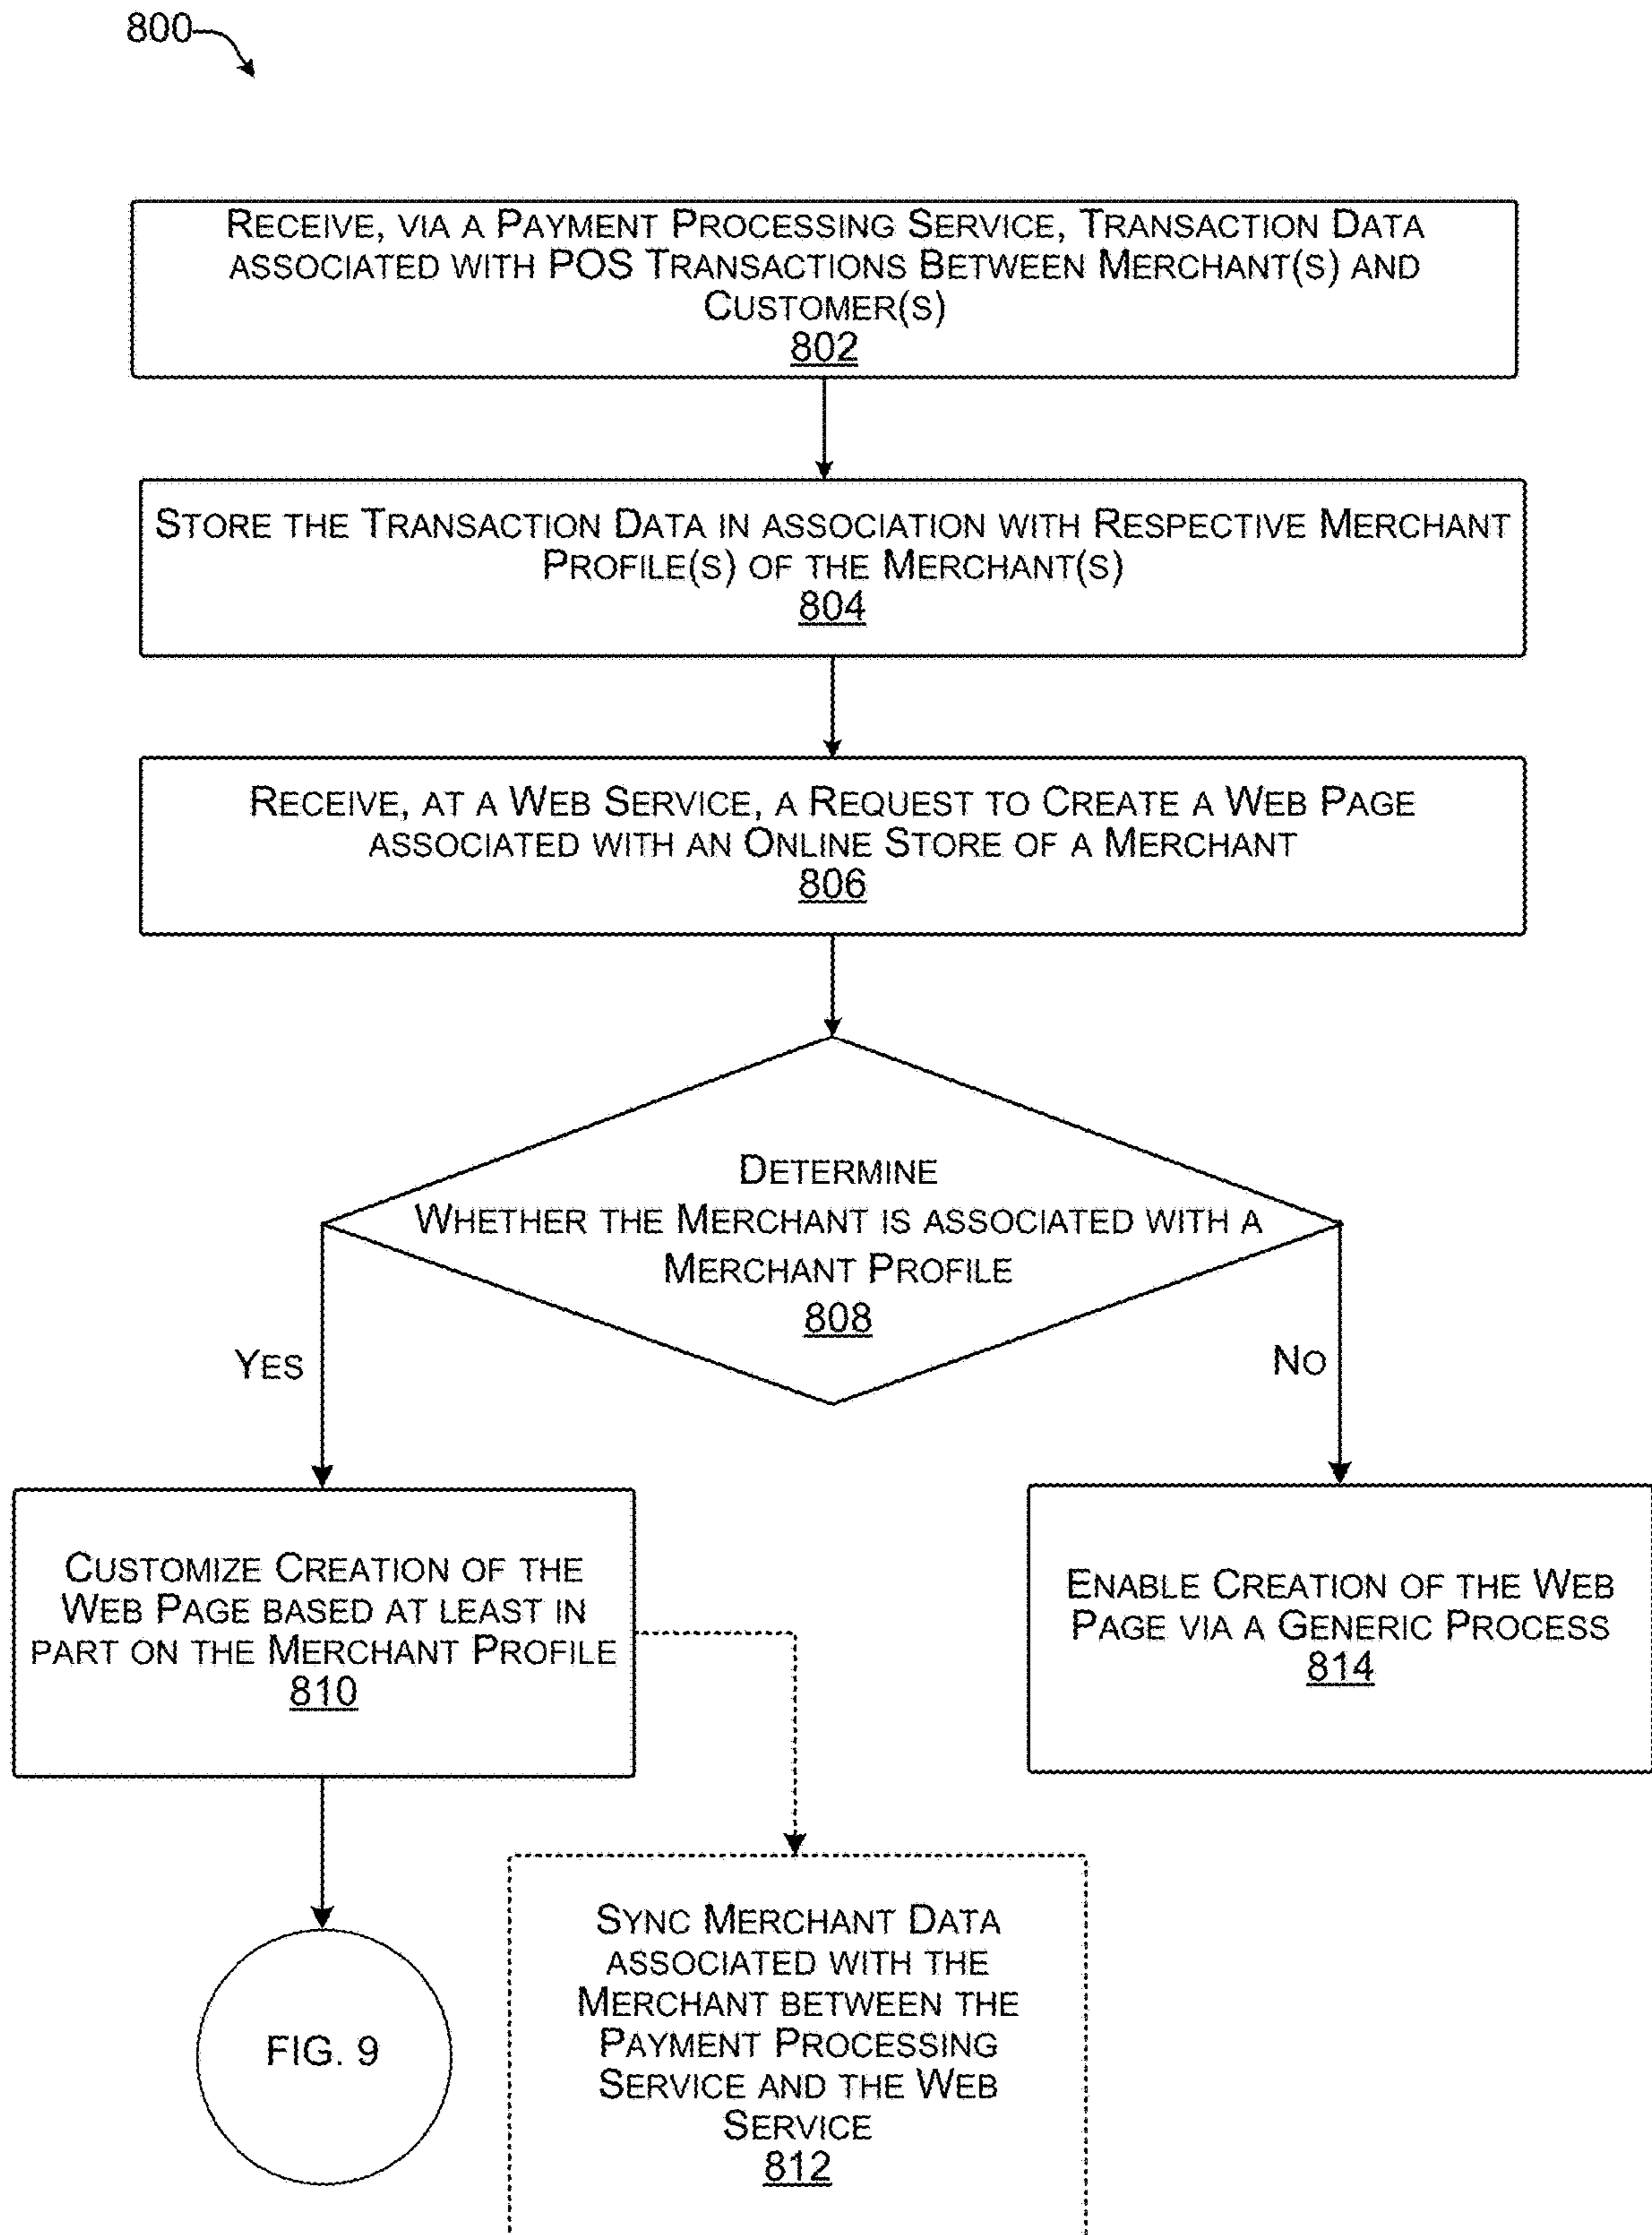 800
RECEIVE, VIA A PAYMENT PROCESSING SERVICE, TRANSACTION DATA
ASSOCIATED WITH POS TRANSACTIONS BETWEEN MERCHANT(S) AND
CUSTOMER(S)
802
STORE THE TRANSACTION DATA IN ASSOCIATION WITH RESPECTIVE MERCHANT
PROFILE(S) OF THE MERCHANT(S)
804
RECEIVE, AT A WEB SERVICE, A REQUEST TO CREATE A WEB PAGE
ASSOCIATED WITH AN ONLINE STORE OF A MERCHANT
806
DETERMINE
WHETHER THE MERCHANT IS ASSOCIATED WITH A
MERCHANT PROFILE
808
YES
NO
CUSTOMIZE CREATION OF THE
WEB PAGE BASED AT LEAST IN
PART ON THE MERCHANT PROFILE
810
ENABLE CREATION OF THE WEB
PAGE VIA A GENERIC PROCESS
814
SYNC MERCHANT DATA
ASSOCIATED WITH THE
MERCHANT BETWEEN THE
PAYMENT PROCESSING
SERVICE AND THE WEB
SERVICE
812
FIG. 9